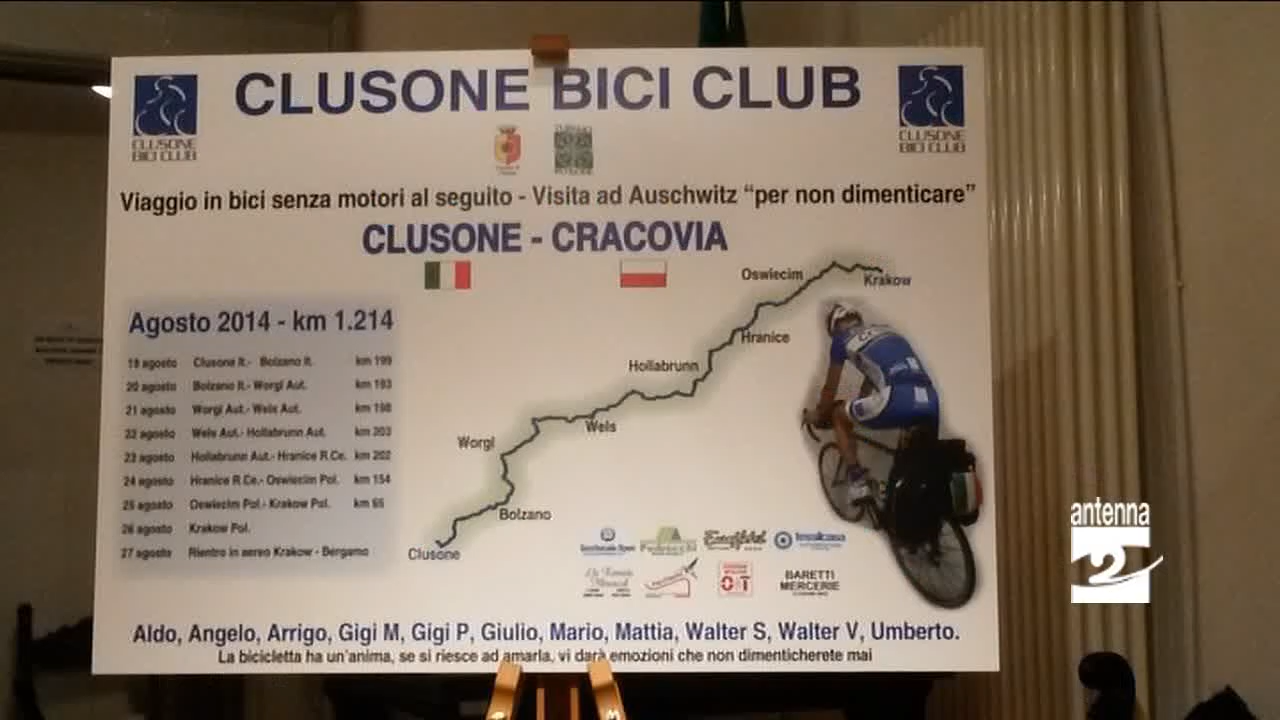 CLUSONE BICI CLUB
CLUSONE
BICI CLUB
CLUSONE
BICI CLUB
Viaggio in bici senza motori al seguito - Visita ad Auschwitz “per non dimenticare”
CLUSONE - CRACOVIA
Agosto 2014 - km 1.214
19 agosto Clusone It.- Bolzano It. km 199
20 agosto Bolzano It.- Worgl Aut. km 193
21 agosto Worgl Aut.- Wels Aut. km 198
22 agosto Wels Aut.- Hollabrunn Aut. km 203
23 agosto Hollabrunn Aut.- Hranice R.Ce. km 202
24 agosto Hranice R.Ce.- Oswiecim Pol. km 154
25 agosto Oswiecim Pol.- Krakow Pol. km 65
26 agosto Krakow Pol.
27 agosto Rientro in aereo Krakow - Bergamo
Oswiecim
Krakow
Hranice
Hollabrunn
Wels
Worgl
Bolzano
Clusone
BARETTI
MERCERIE
Aldo, Angelo, Arrigo, Gigi M, Gigi P, Giulio, Mario, Mattia, Walter S, Walter V, Umberto.
La bicicletta ha un'anima, se si riesce ad amarla, vi darà emozioni che non dimenticherete mai
antenna
2